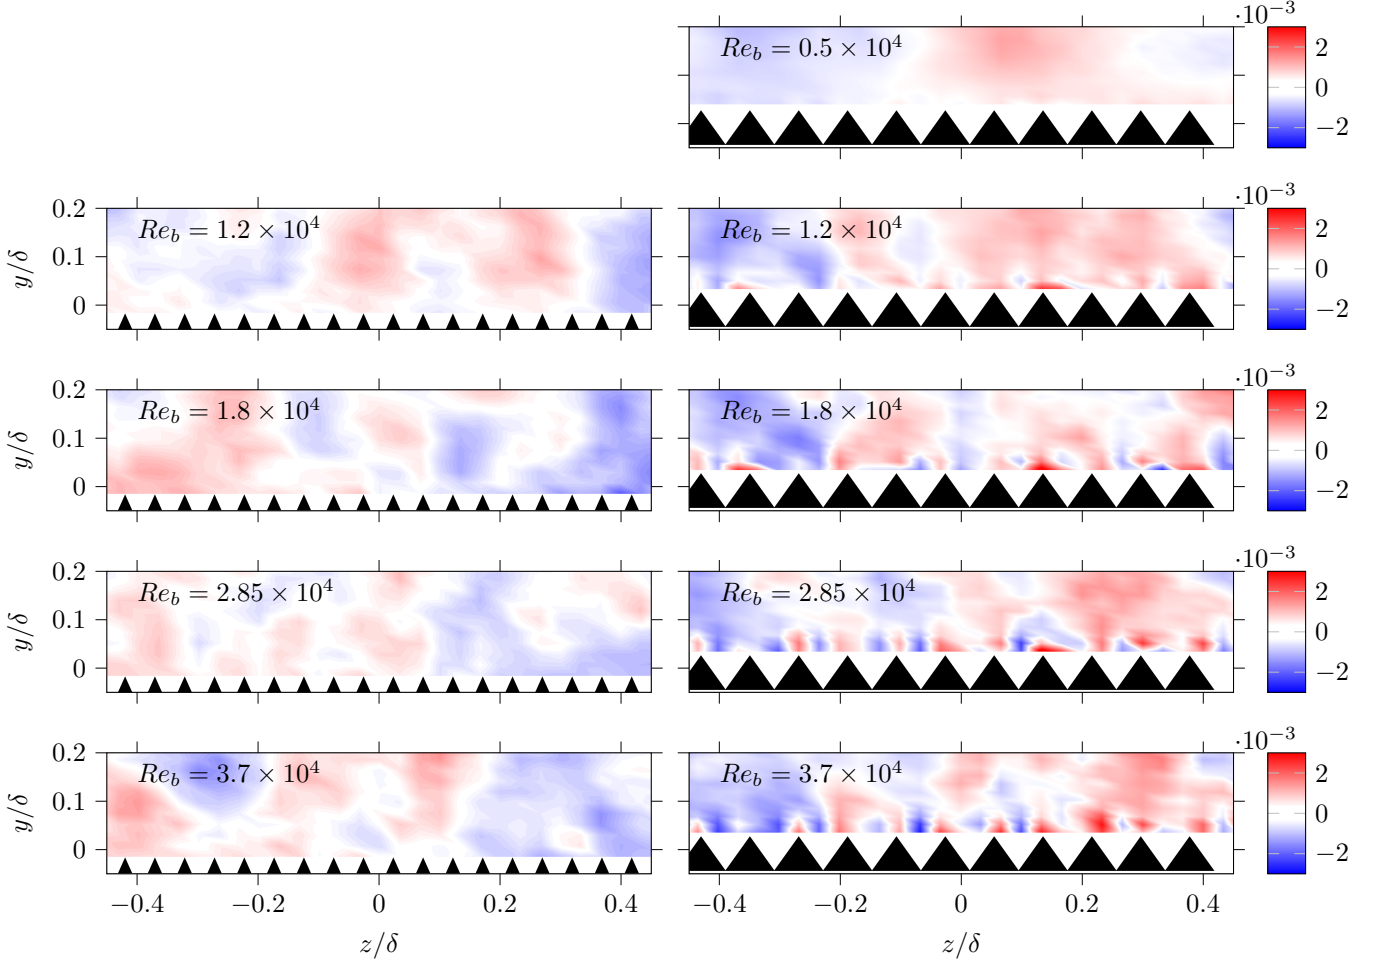 ·10⁻³
Re_b = 0.5 × 10⁴
2
0
−2
·10⁻³
0.2
0.1
0
y/δ
Re_b = 1.2 × 10⁴
Re_b = 1.2 × 10⁴
2
0
−2
·10⁻³
0.2
0.1
0
y/δ
Re_b = 1.8 × 10⁴
Re_b = 1.8 × 10⁴
2
0
−2
·10⁻³
0.2
0.1
0
y/δ
Re_b = 2.85 × 10⁴
Re_b = 2.85 × 10⁴
2
0
−2
·10⁻³
0.2
0.1
0
y/δ
Re_b = 3.7 × 10⁴
Re_b = 3.7 × 10⁴
2
0
−2
−0.4 −0.2 0 0.2 0.4
−0.4 −0.2 0 0.2 0.4
z/δ
z/δ